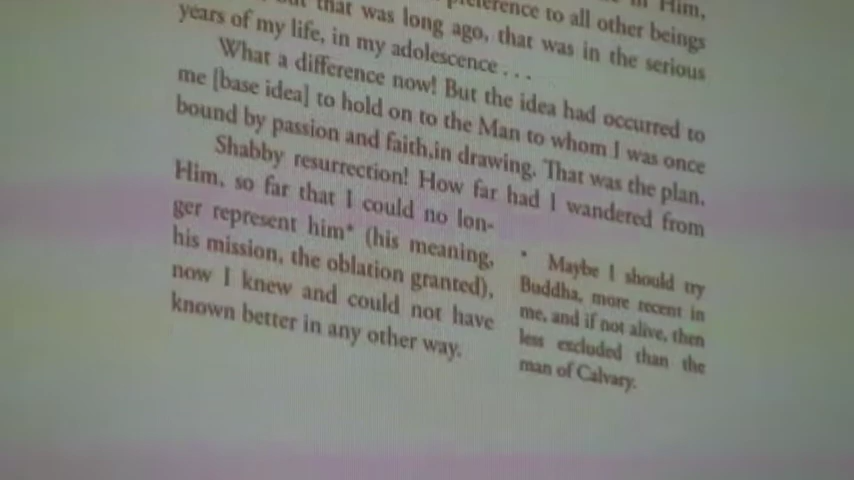 in Him,
but that was long ago, that was in the serious
preference to all other beings
years of my life, in my adolescence . . .
What a difference now! But the idea had occurred to
me [base idea] to hold on to the Man to whom I was once
bound by passion and faith, in drawing. That was the plan.
Shabby resurrection! How far had I wandered from
Him, so far that I could no lon-
ger represent him* (his meaning,
his mission, the oblation granted),
now I knew and could not have
known better in any other way.
* Maybe I should try
Buddha, more recent in
me, and if not alive, then
less excluded than the
man of Calvary.